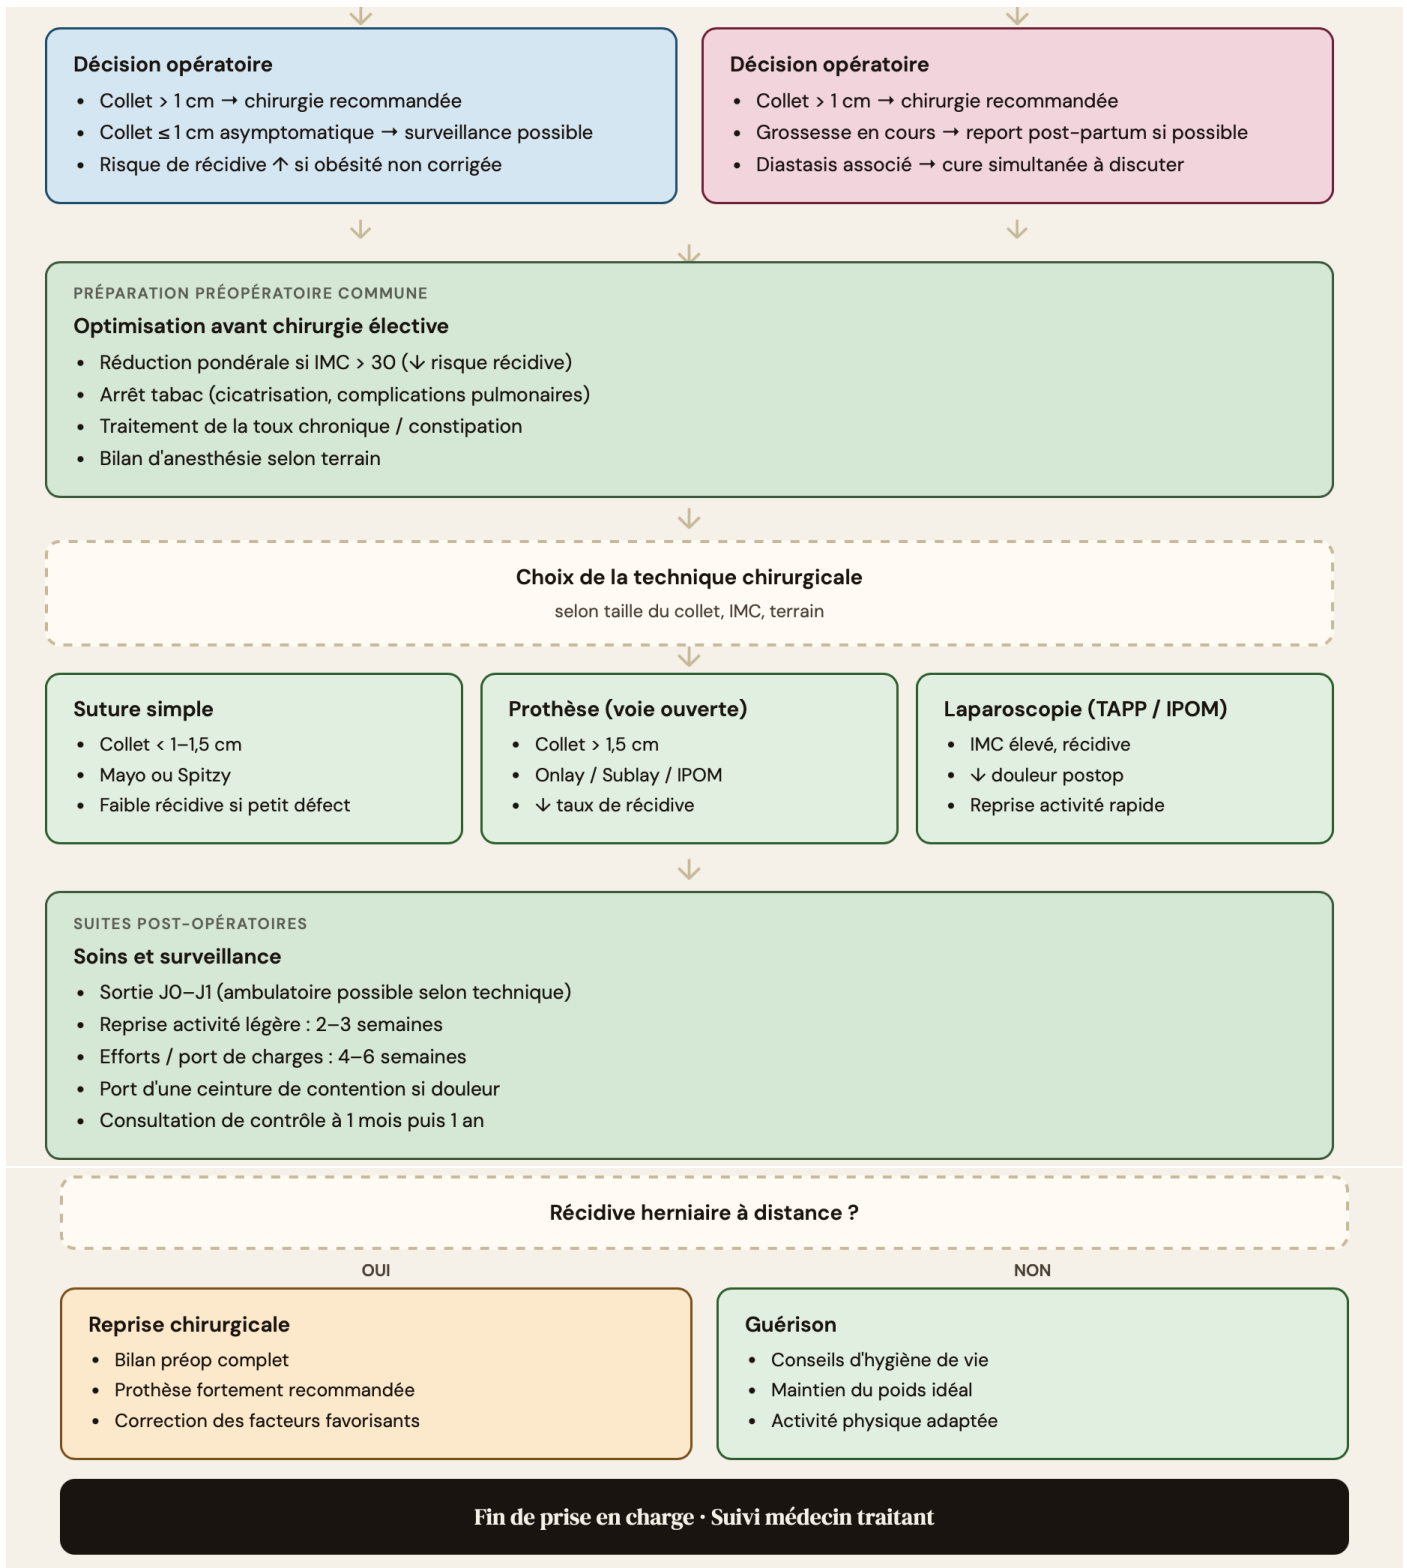 Décision opératoire
• Collet > 1 cm → chirurgie recommandée
• Collet ≤ 1 cm asymptomatique → surveillance possible
• Risque de récidive ↑ si obésité non corrigée
Décision opératoire
• Collet > 1 cm → chirurgie recommandée
• Grossesse en cours → report post-partum si possible
• Diastasis associé → cure simultanée à discuter
PRÉPARATION PRÉOPÉRATOIRE COMMUNE
Optimisation avant chirurgie élective
• Réduction pondérale si IMC > 30 (↓ risque récidive)
• Arrêt tabac (cicatrisation, complications pulmonaires)
• Traitement de la toux chronique / constipation
• Bilan d'anesthésie selon terrain
Choix de la technique chirurgicale
selon taille du collet, IMC, terrain
Suture simple
• Collet < 1–1,5 cm
• Mayo ou Spitzy
• Faible récidive si petit défect
Prothèse (voie ouverte)
• Collet > 1,5 cm
• Onlay / Sublay / IPOM
• ↓ taux de récidive
Laparoscopie (TAPP / IPOM)
• IMC élevé, récidive
• ↓ douleur postop
• Reprise activité rapide
SUITES POST-OPÉRATOIRES
Soins et surveillance
• Sortie J0–J1 (ambulatoire possible selon technique)
• Reprise activité légère : 2–3 semaines
• Efforts / port de charges : 4–6 semaines
• Port d'une ceinture de contention si douleur
• Consultation de contrôle à 1 mois puis 1 an
Récidive herniaire à distance ?
OUI
NON
Reprise chirurgicale
• Bilan préop complet
• Prothèse fortement recommandée
• Correction des facteurs favorisants
Guérison
• Conseils d'hygiène de vie
• Maintien du poids idéal
• Activité physique adaptée
Fin de prise en charge · Suivi médecin traitant